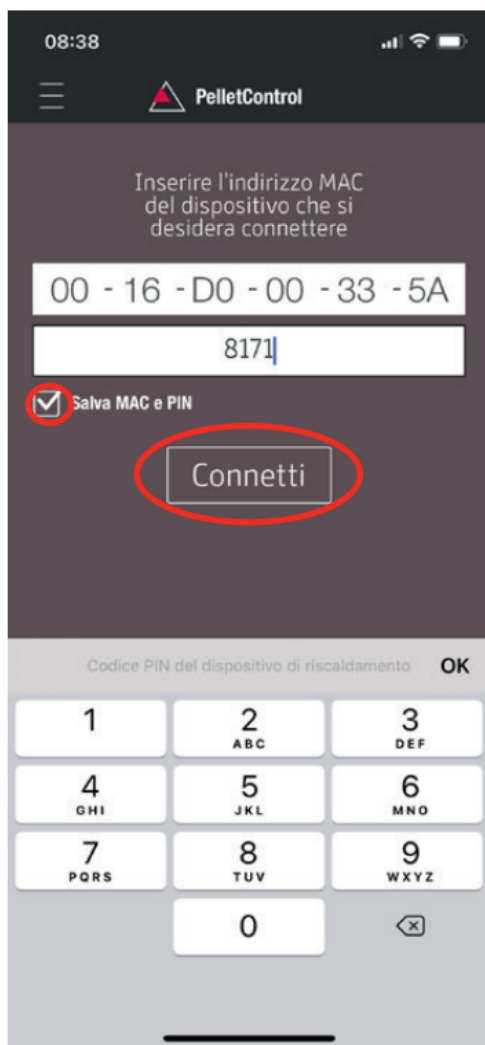 08:38
PelletControl
Inserire l'indirizzo MAC
del dispositivo che si
desidera connettere
00 - 16 - D0 - 00 - 33 - 5A
8171
Salva MAC e PIN
Connetti
Codice PIN del dispositivo di riscaldamento OK
1 2 3
ABC DEF
4 5 6
GHI JKL MNO
7 8 9
PQRS TUV WXYZ
0